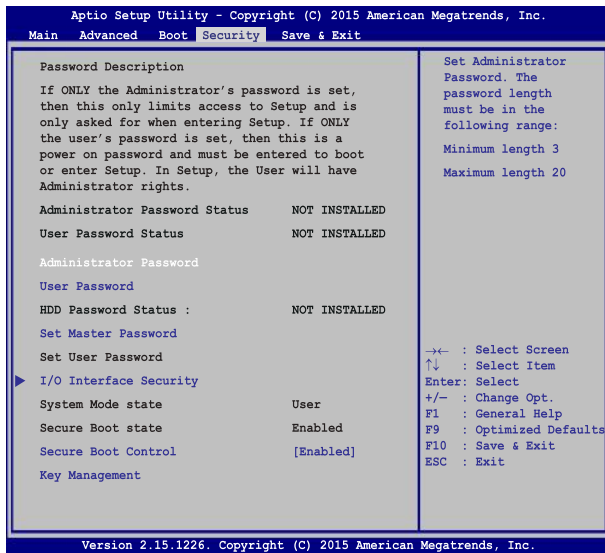 Aptio Setup Utility - Copyright (C) 2015 American Megatrends, Inc.
Main Advanced Boot Security Save & Exit
Password Description
If ONLY the Administrator's password is set,
then this only limits access to Setup and is
only asked for when entering Setup. If ONLY
the user's password is set, then this is a
power on password and must be entered to boot
or enter Setup. In Setup, the User will have
Administrator rights.
Administrator Password Status NOT INSTALLED
User Password Status NOT INSTALLED
Administrator Password
User Password
HDD Password Status : NOT INSTALLED
Set Master Password
Set User Password
I/O Interface Security
System Mode state User
Secure Boot state Enabled
Secure Boot Control [Enabled]
Key Management
Set Administrator
Password. The
password length
must be in the
following range:
Minimum length 3
Maximum length 20
→← : Select Screen
↑↓ : Select Item
Enter: Select
+/— : Change Opt.
F1 : General Help
F9 : Optimized Defaults
F10 : Save & Exit
ESC : Exit
Version 2.15.1226. Copyright (C) 2015 American Megatrends, Inc.